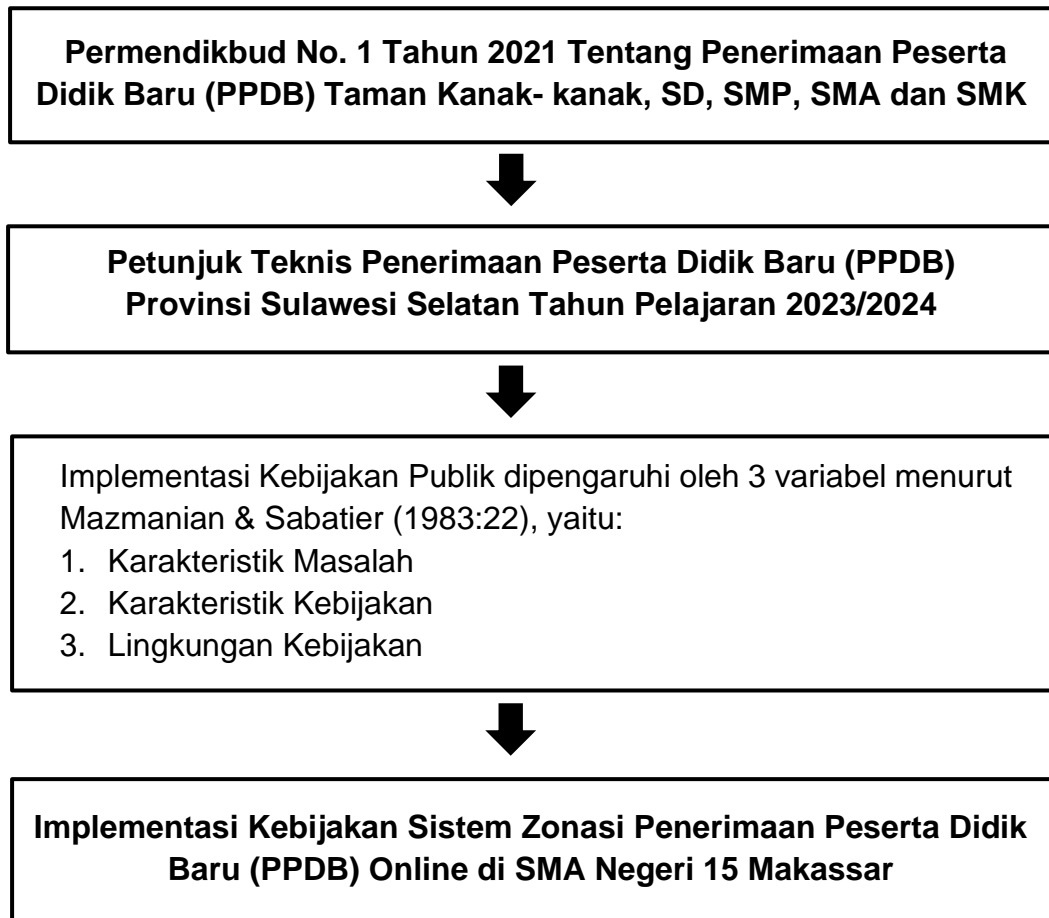 Permendikbud No. 1 Tahun 2021 Tentang Penerimaan Peserta
Didik Baru (PPDB) Taman Kanak- kanak, SD, SMP, SMA dan SMK
Petunjuk Teknis Penerimaan Peserta Didik Baru (PPDB)
Provinsi Sulawesi Selatan Tahun Pelajaran 2023/2024
Implementasi Kebijakan Publik dipengaruhi oleh 3 variabel menurut
Mazmanian & Sabatier (1983:22), yaitu:
1. Karakteristik Masalah
2. Karakteristik Kebijakan
3. Lingkungan Kebijakan
Implementasi Kebijakan Sistem Zonasi Penerimaan Peserta Didik
Baru (PPDB) Online di SMA Negeri 15 Makassar